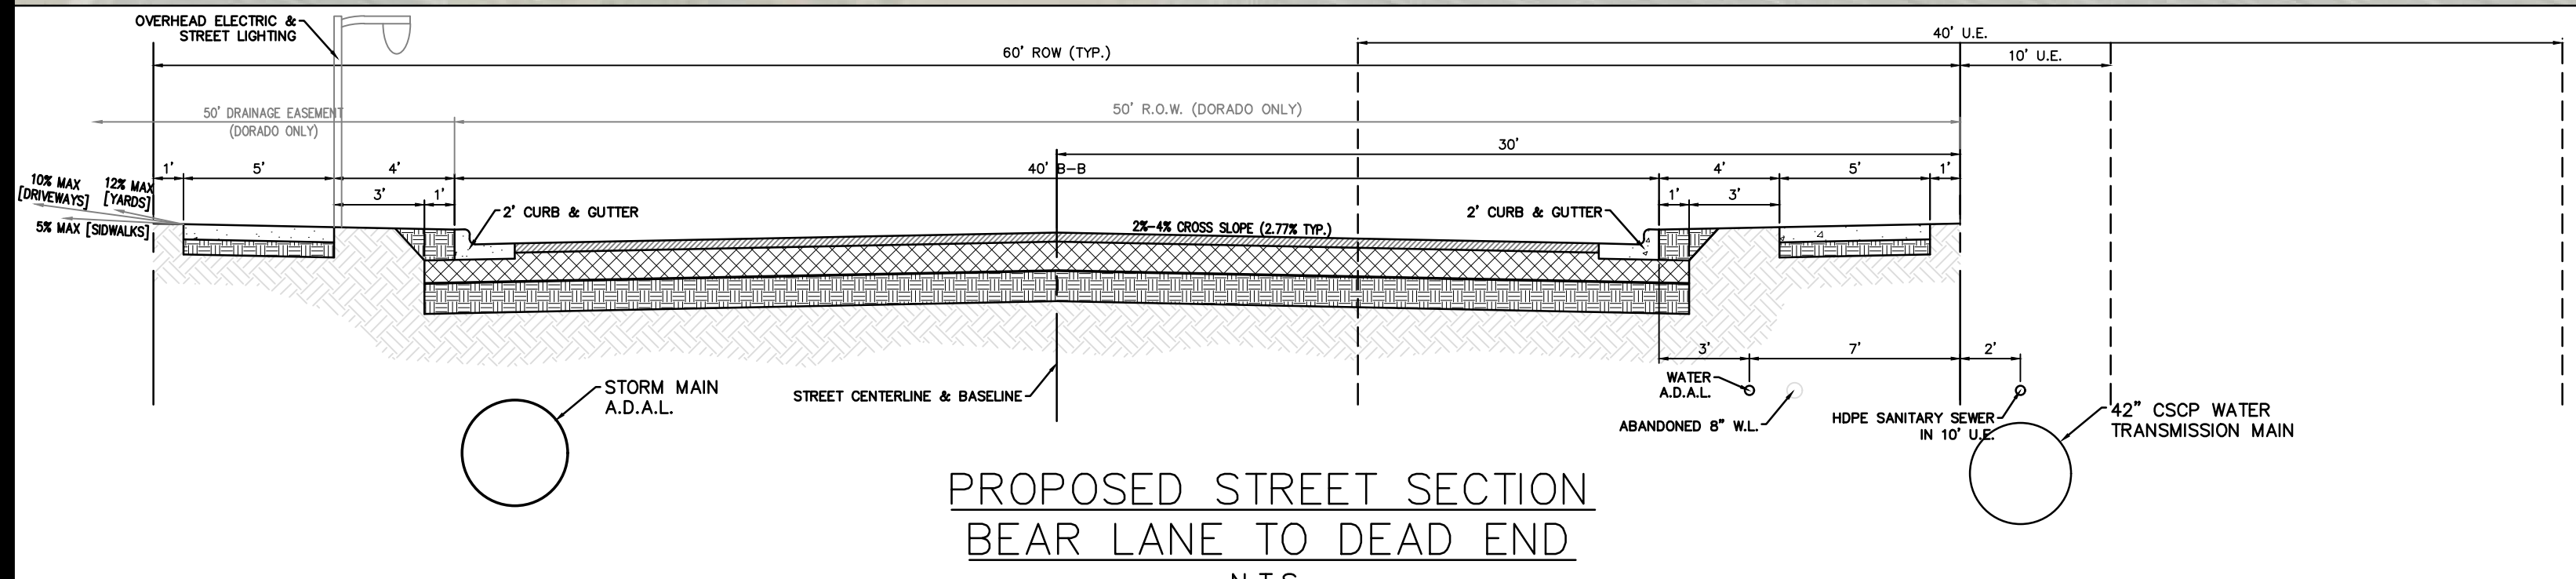 OVERHEAD ELECTRIC &
STREET LIGHTING
40' U.E.
60' ROW (TYP.)
10' U.E.
50' DRAINAGE EASEMENT
(DORADO ONLY)
50' R.O.W. (DORADO ONLY)
30'
1'
5'
4'
40' B-B
4'
5'
1'
10% MAX
[DRIVEWAYS]
12% MAX
[YARDS]
3'
1'
1'
3'
5% MAX [SIDWALKS]
2' CURB & GUTTER
2%-4% CROSS SLOPE (2.77% TYP.)
2' CURB & GUTTER
3'
7'
2'
STORM MAIN
A.D.A.L.
STREET CENTERLINE & BASELINE
WATER
A.D.A.L.
ABANDONED 8" W.L.
HDPE SANITARY SEWER
IN 10' U.E.
42" CSCP WATER
TRANSMISSION MAIN
PROPOSED STREET SECTION
BEAR LANE TO DEAD END
N.T.S.